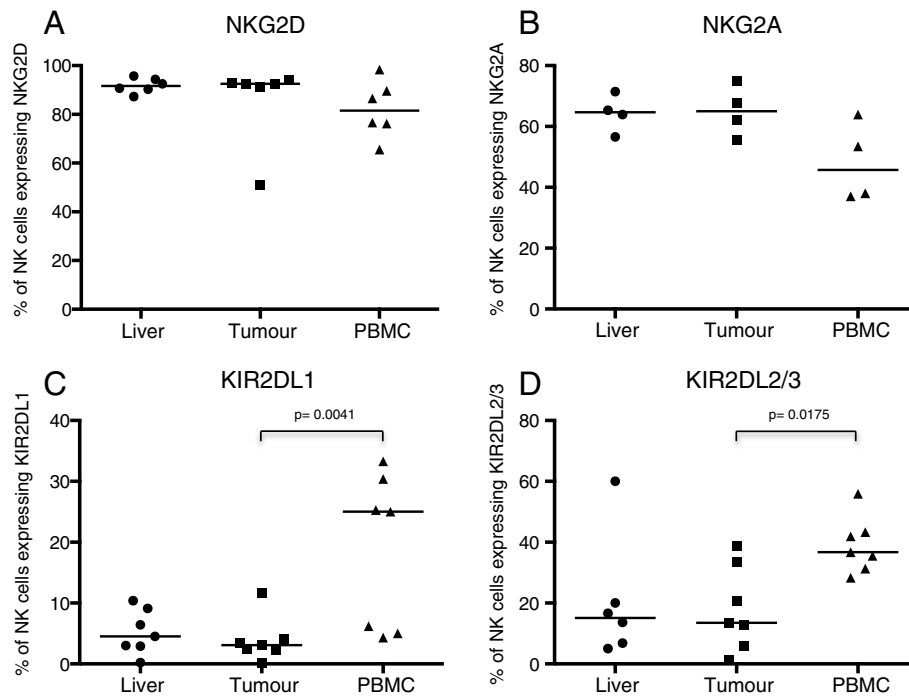 A
NKG2D
% of NK cells expressing NKG2D
100
80
60
40
20
0
Liver
Tumour
PBMC
B
NKG2A
% of NK cells expressing NKG2A
80
60
40
20
0
Liver
Tumour
PBMC
C
KIR2DL1
% of NK cells expressing KIR2DL1
p= 0.0041
40
30
20
10
0
Liver
Tumour
PBMC
D
KIR2DL2/3
% of NK cells expressing KIR2DL2/3
p= 0.0175
80
60
40
20
0
Liver
Tumour
PBMC